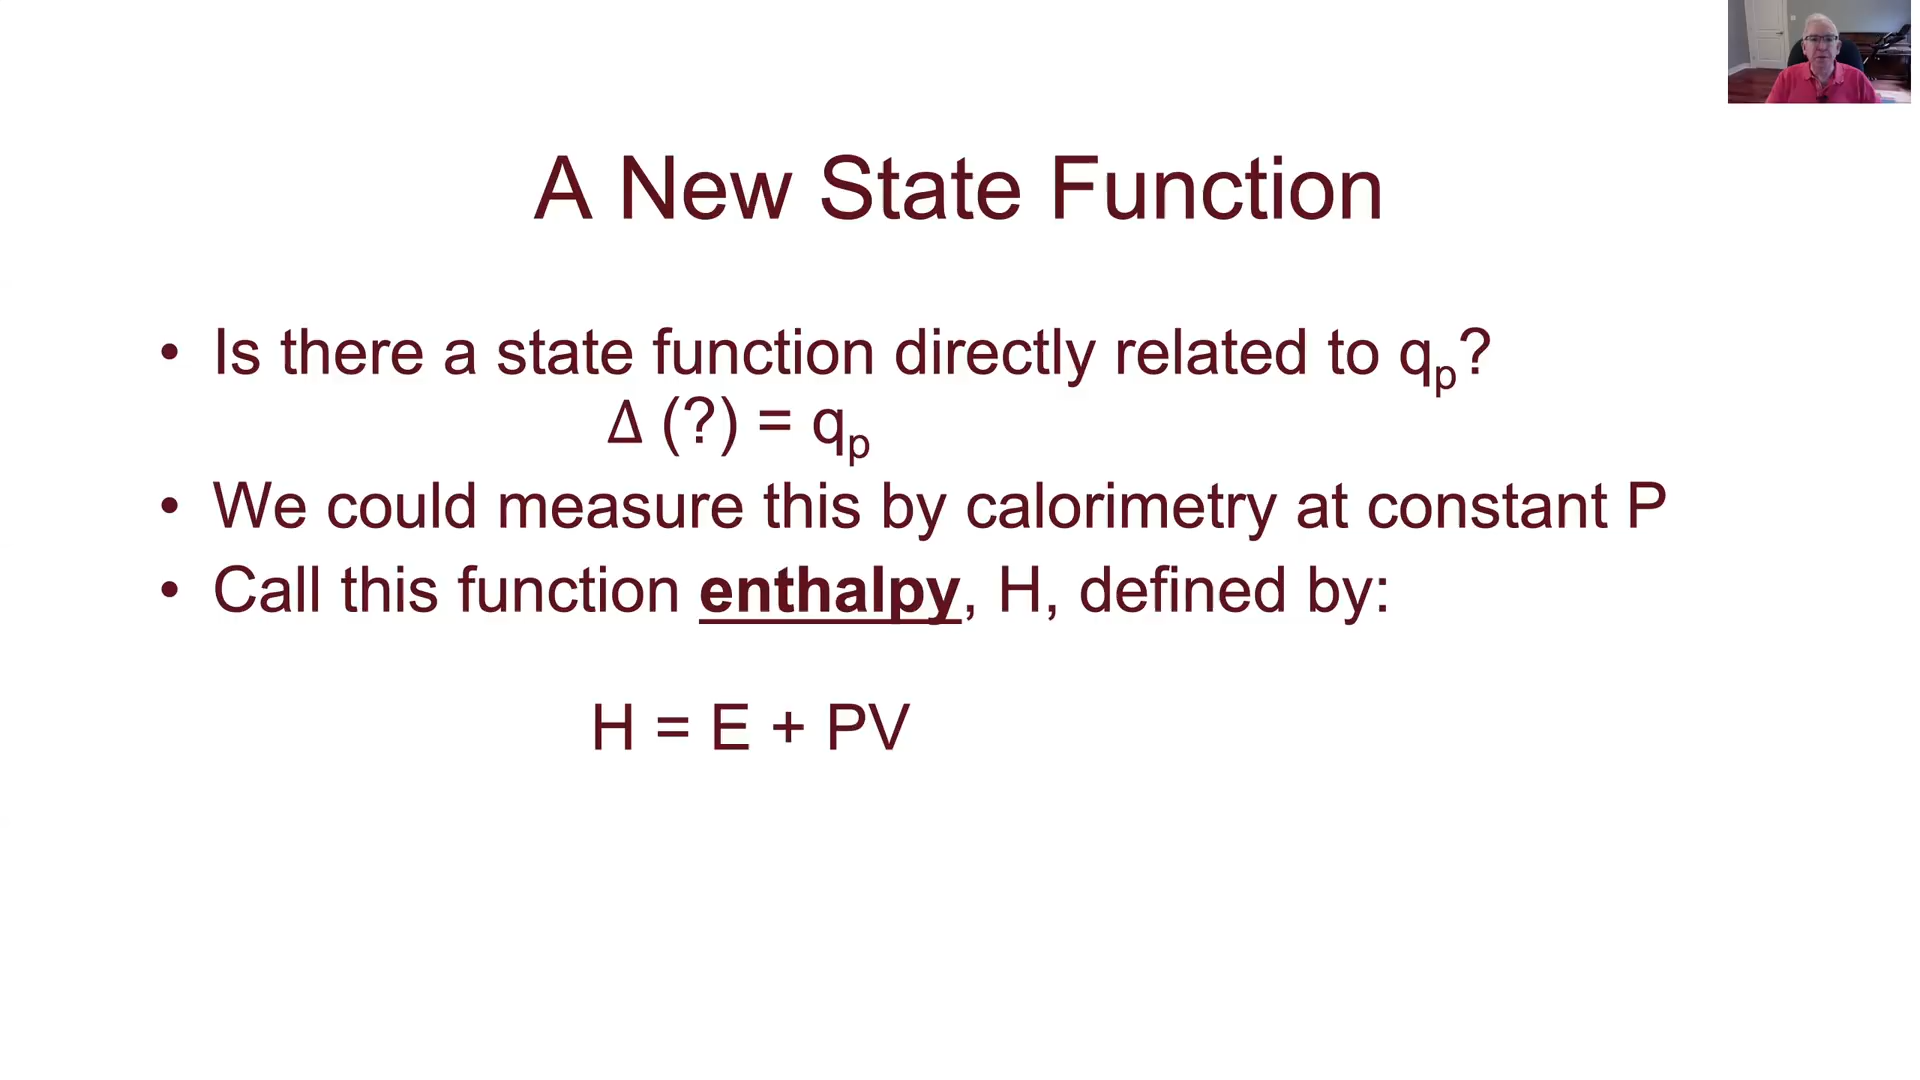 A New State Function
• Is there a state function directly related to qₚ?
Δ (?) = qₚ
• We could measure this by calorimetry at constant P
• Call this function enthalpy, H, defined by:
H = E + PV